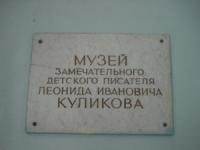 МУЗЕЙ
ЗАМЕЧАТЕЛЬНОГО
ДЕТСКОГО ПИСАТЕЛЯ
ЛЕОНИДА ИВАНОВИЧА
КУЛИКОВА